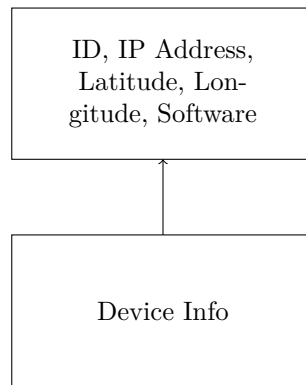 ID, IP Address,
Latitude, Lon-
gitude, Software
Device Info